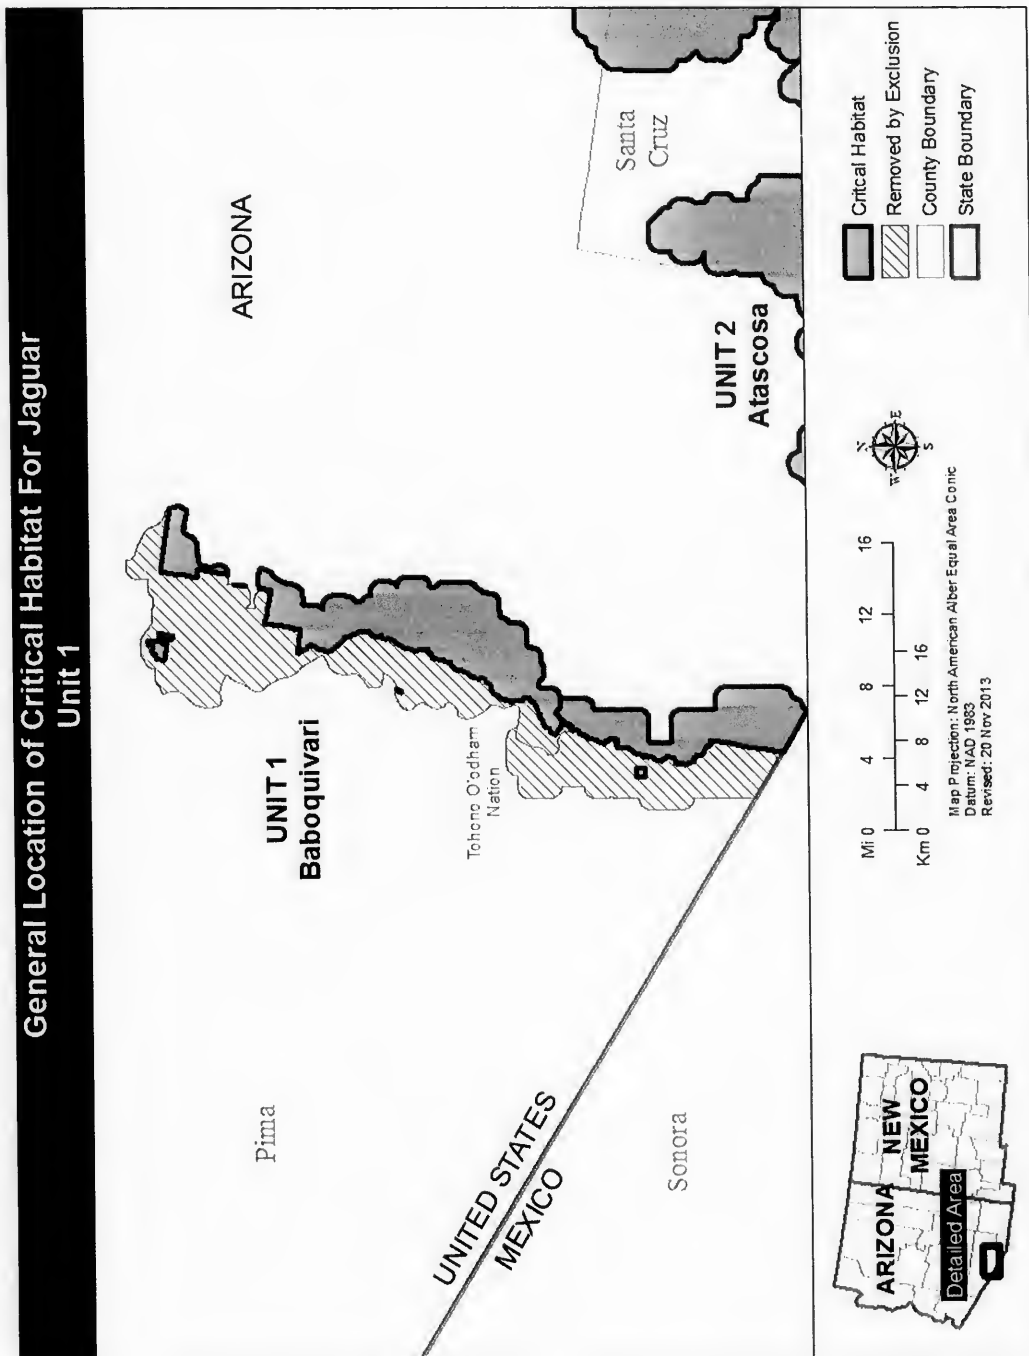 General Location of Critical Habitat For Jaguar
Unit 1
ARIZONA
Santa
Cruz
UNIT 1
Baboquivari
Tohono O'odham
Nation
UNIT 2
Atascosa
Pima
UNITED STATES
MEXICO
Sonora
ARIZONA
NEW
MEXICO
Detailed Area
Mi 0 4 8 12 16
Km 0 4 8 12 16
Map Projection: North American Alber Equal Area Conic
Datum: NAD 1983
Revised: 20 Nov 2013
N
W
E
S
Critcal Habitat
Removed by Exclusion
County Boundary
State Boundary